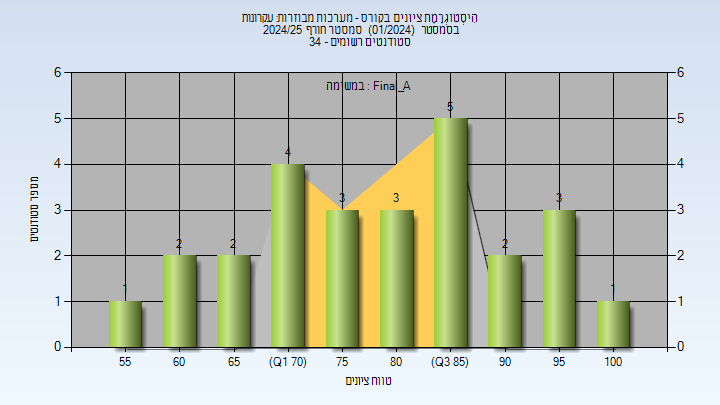 היסטוגרמת ציונים בקורס - מערכות מבוזרות: עקרונות
בסמסטר (01/2024) סמסטר חורף 2024/25
סטודנטים רשומים - 34
במשימה : Final_A
מספר סטודנטים
6 6
5 5
4 4
3 3
2 2
1 1
0 0
1 2 2 4 3 3 5 2 3 1
55 60 65 (Q1 70) 75 80 (Q3 85) 90 95 100
טווח ציונים